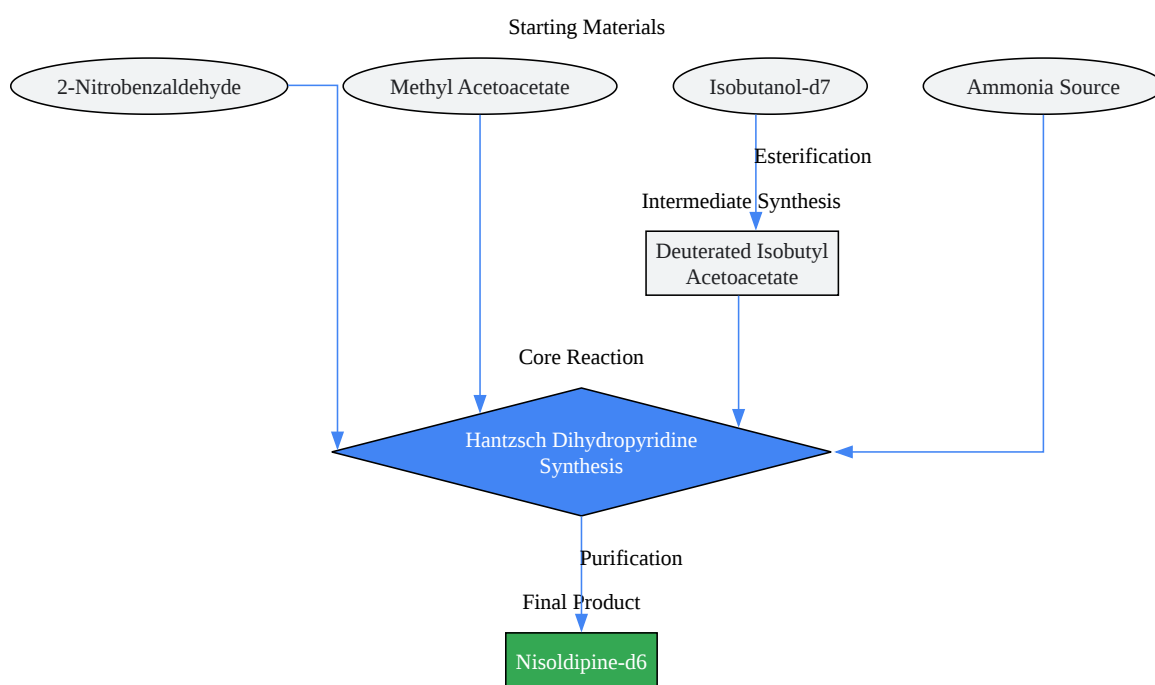 Starting Materials
2-Nitrobenzaldehyde
Methyl Acetoacetate
Isobutanol-d7
Ammonia Source
Esterification
Intermediate Synthesis
Deuterated Isobutyl
Acetoacetate
Core Reaction
Hantzsch Dihydropyridine
Synthesis
Purification
Final Product
Nisoldipine-d6